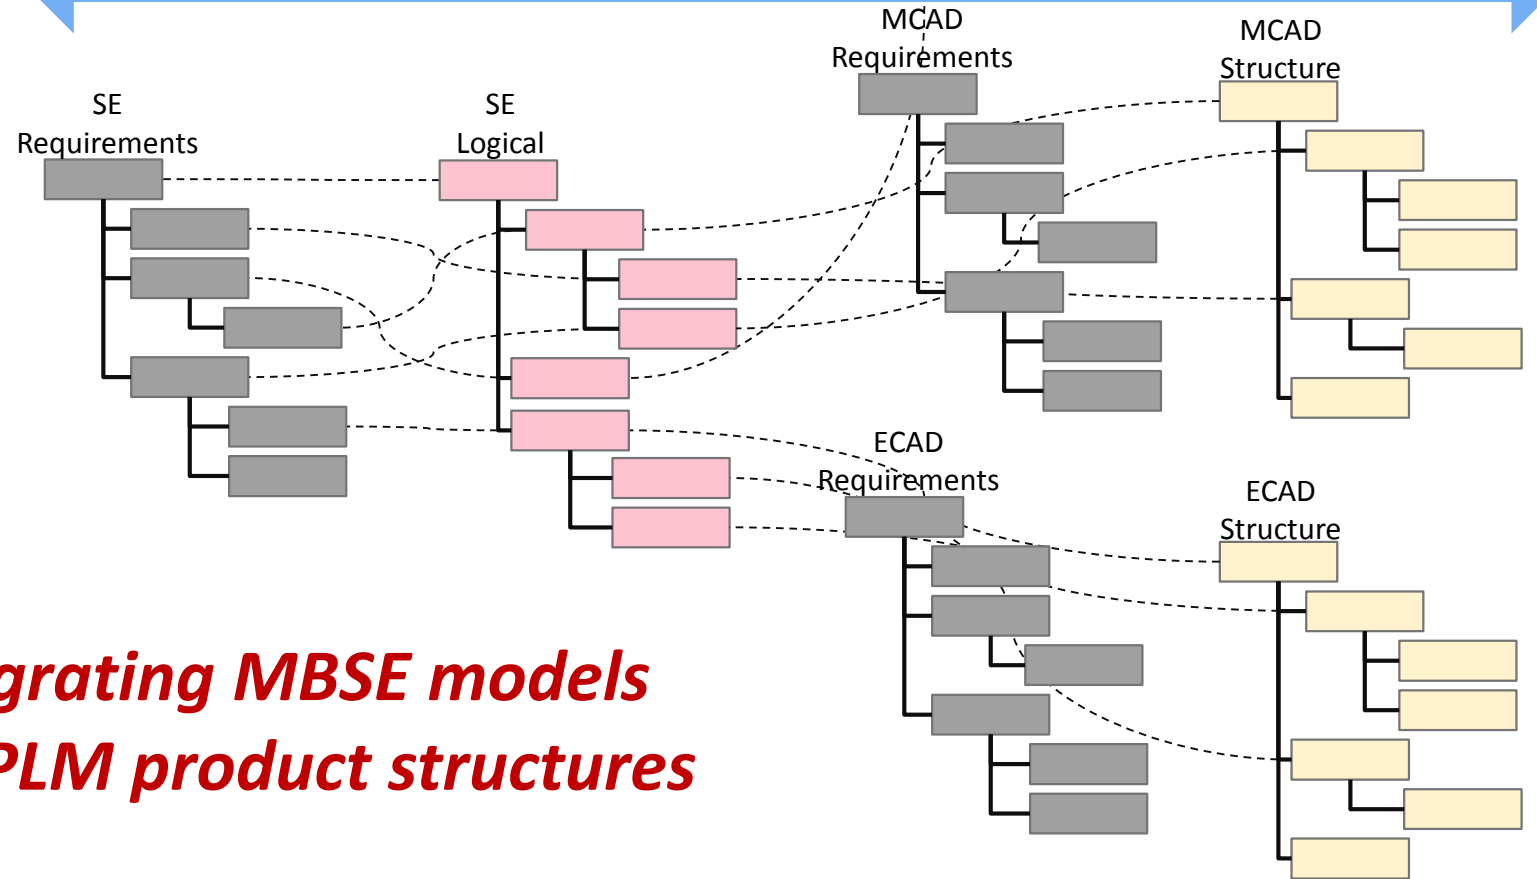 MCAD
Requirements
MCAD
Structure
SE
Requirements
SE
Logical
ECAD
Requirements
ECAD
Structure
grating MBSE models
PLM product structures